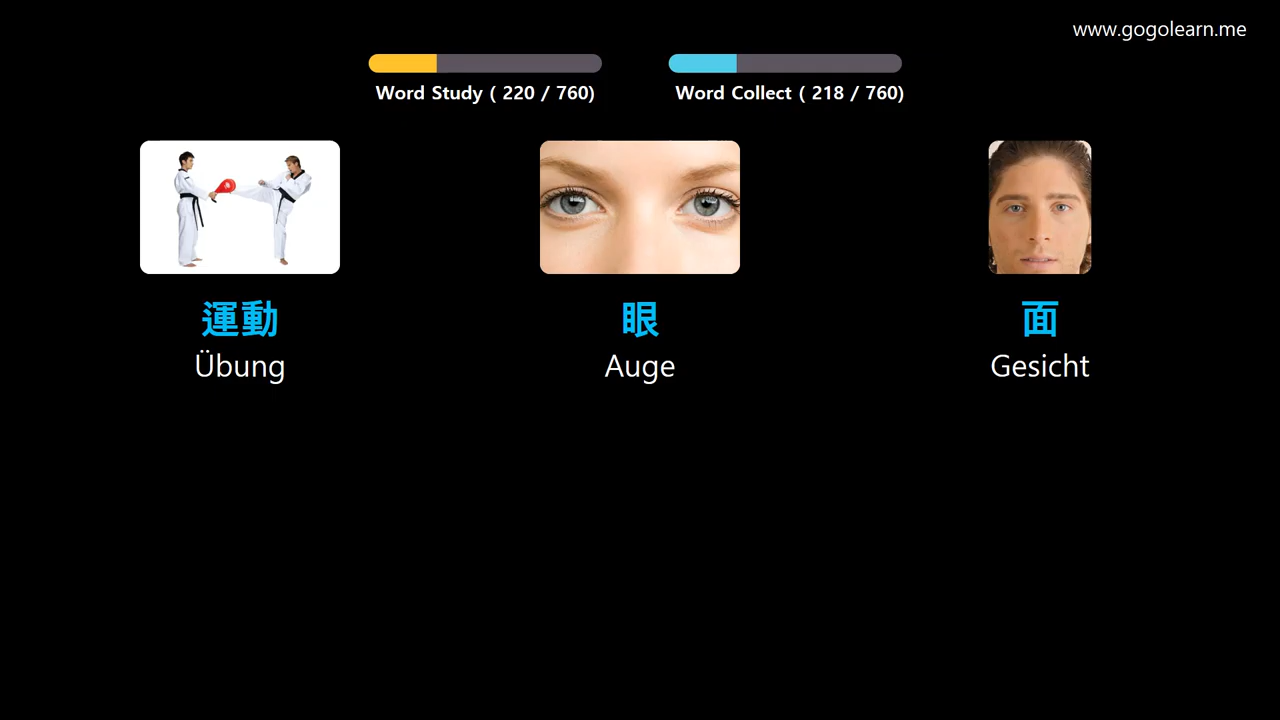 www.gogolearn.me
Word Study ( 220 / 760)
Word Collect ( 218 / 760)
運動
眼
面
Übung
Auge
Gesicht